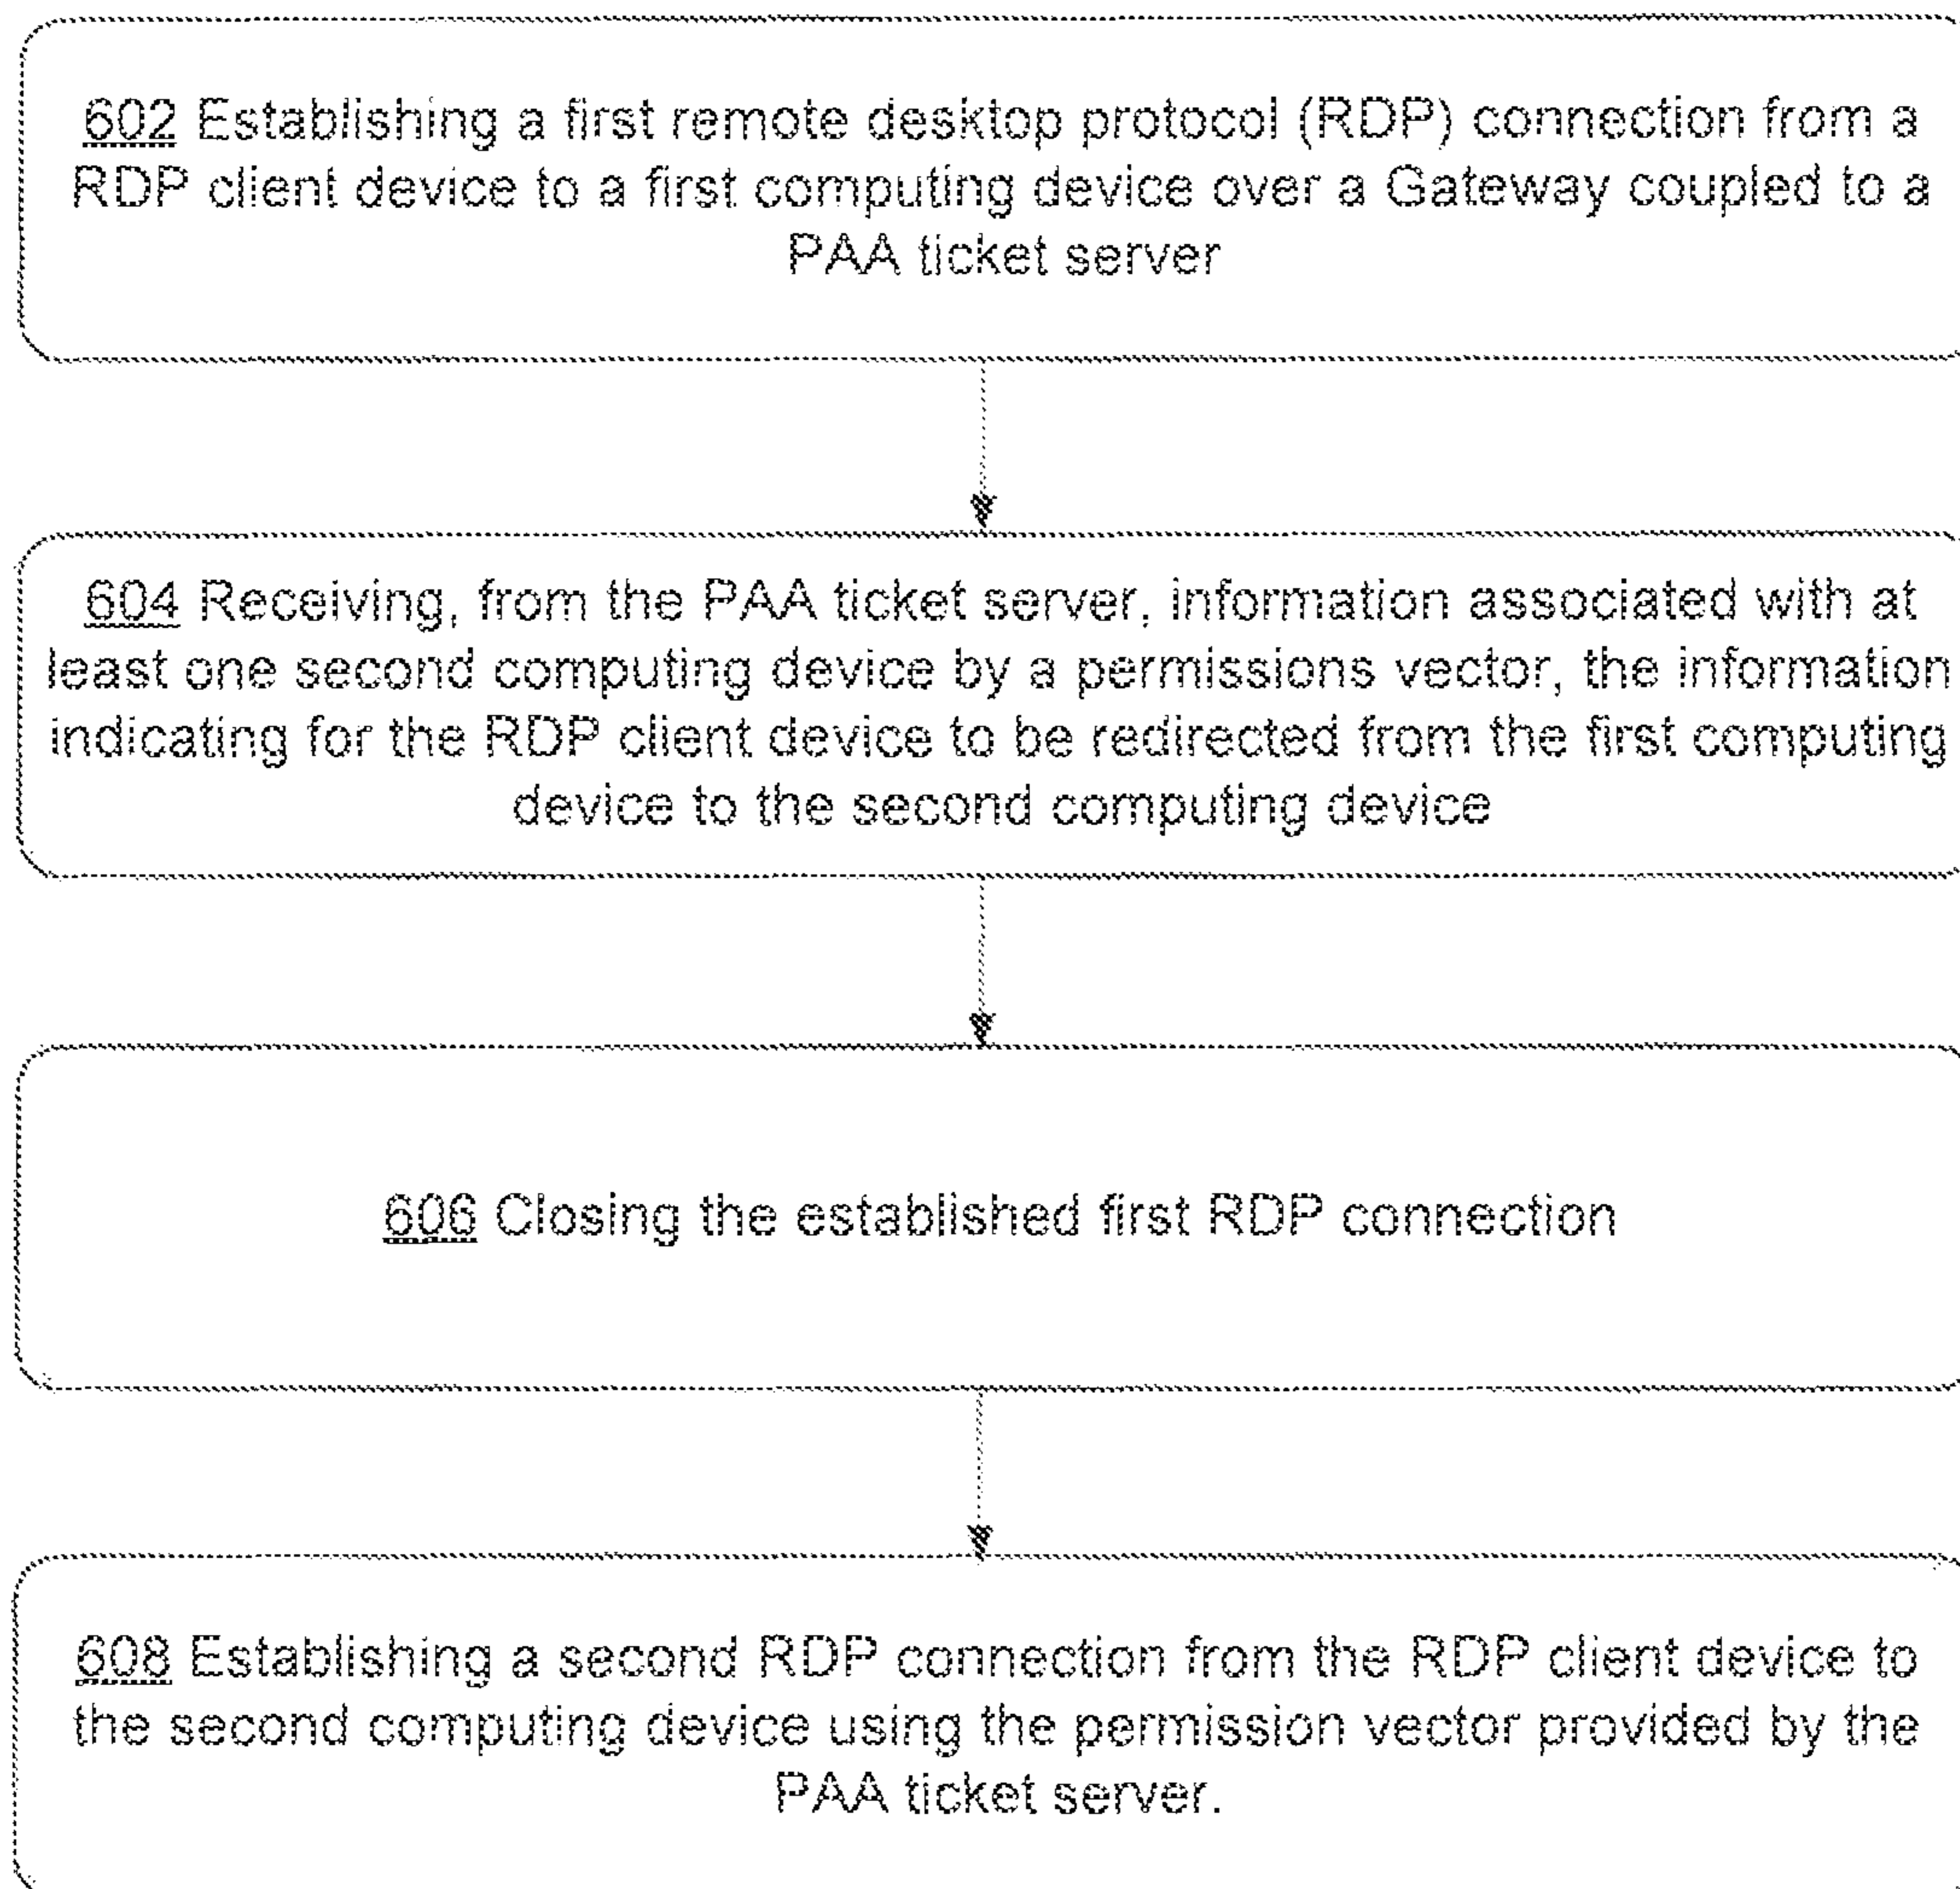 602 Establishing a first remote desktop protocol (RDP) connection from a
RDP client device to a first computing device over a Gateway coupled to a
PAA ticket server
604 Receiving, from the PAA ticket server, information associated with at
least one second computing device by a permissions vector, the information
indicating for the RDP client device to be redirected from the first computing
device to the second computing device
606 Closing the established first RDP connection
608 Establishing a second RDP connection from the RDP client device to
the second computing device using the permission vector provided by the
PAA ticket server.